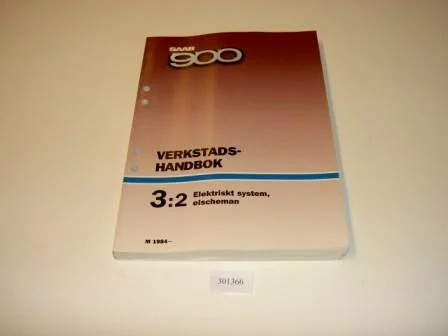 SAAB
900
VERKSTADS-
HANDBOK
3:2 Elektriskt system,
elscheman
M 1984–
301366